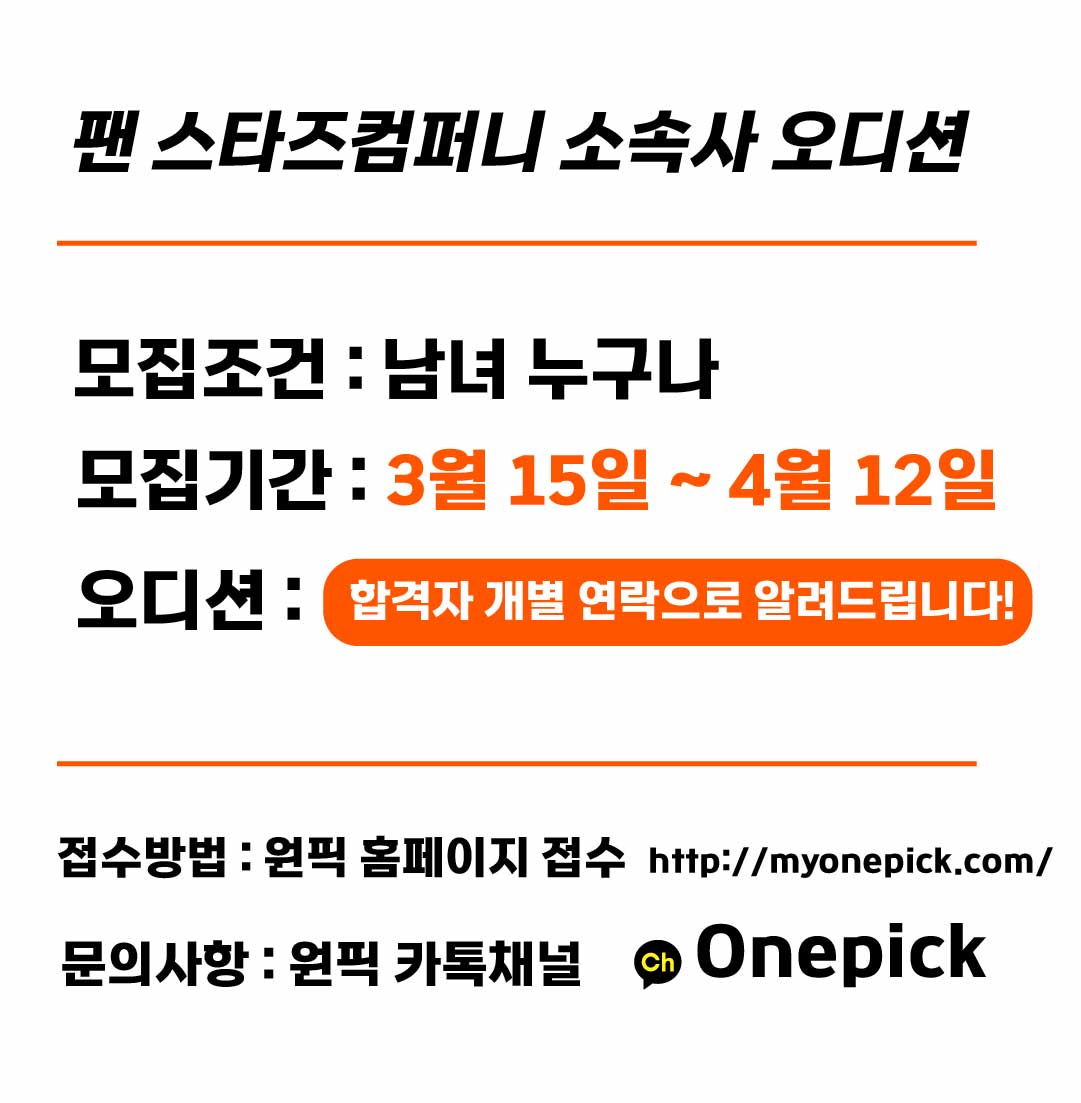 팬 스타즈컴퍼니 소속사 오디션
모집조건 : 남녀 누구나
모집기간 : 3월 15일 ~ 4월 12일
오디션 : 합격자 개별 연락으로 알려드립니다!
접수방법 : 원픽 홈페이지 접수 http://myonepick.com/
문의사항 : 원픽 카톡채널 Ch Onepick